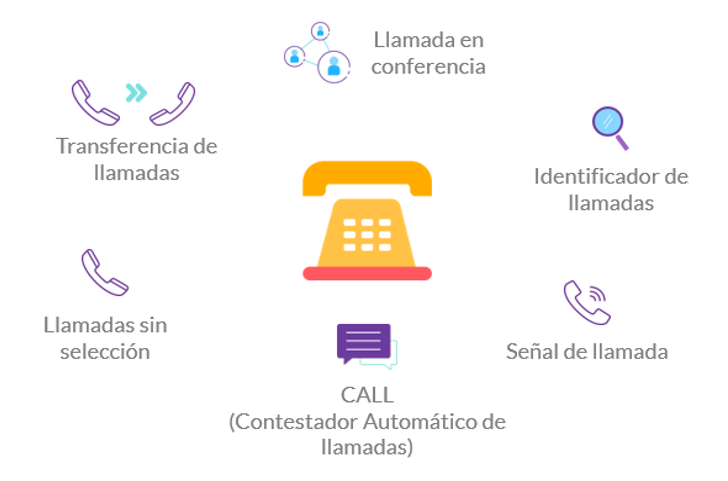 Llamada en
conferencia
Transferencia de
llamadas
Identificador de
llamadas
Llamadas sin
selección
Señal de llamada
CALL
(Contestador Automático de
llamadas)